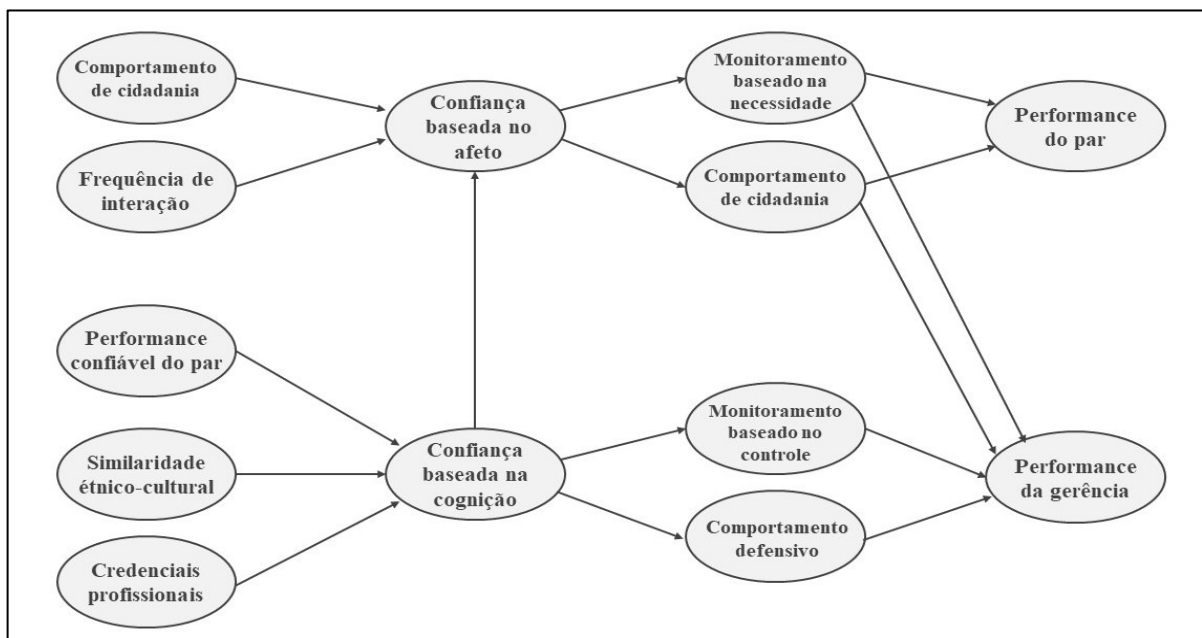 Comportamento
de cidadania
Frequência de
interação
Performance
confiável do par
Similaridade
étnico-cultural
Credenciais
profissionais
Confiança
baseada no
afeto
Confiança
baseada na
cognição
Monitoramento
baseado na
necessidade
Comportamento
de cidadania
Monitoramento
baseado no
controle
Comportamento
defensivo
Performance
do par
Performance
da gerência